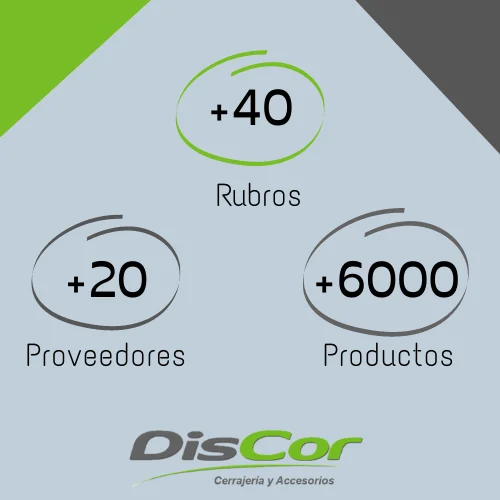 +40
Rubros
+20
Proveedores
+6000
Productos
DisCor
Cerrajería y Accesorios